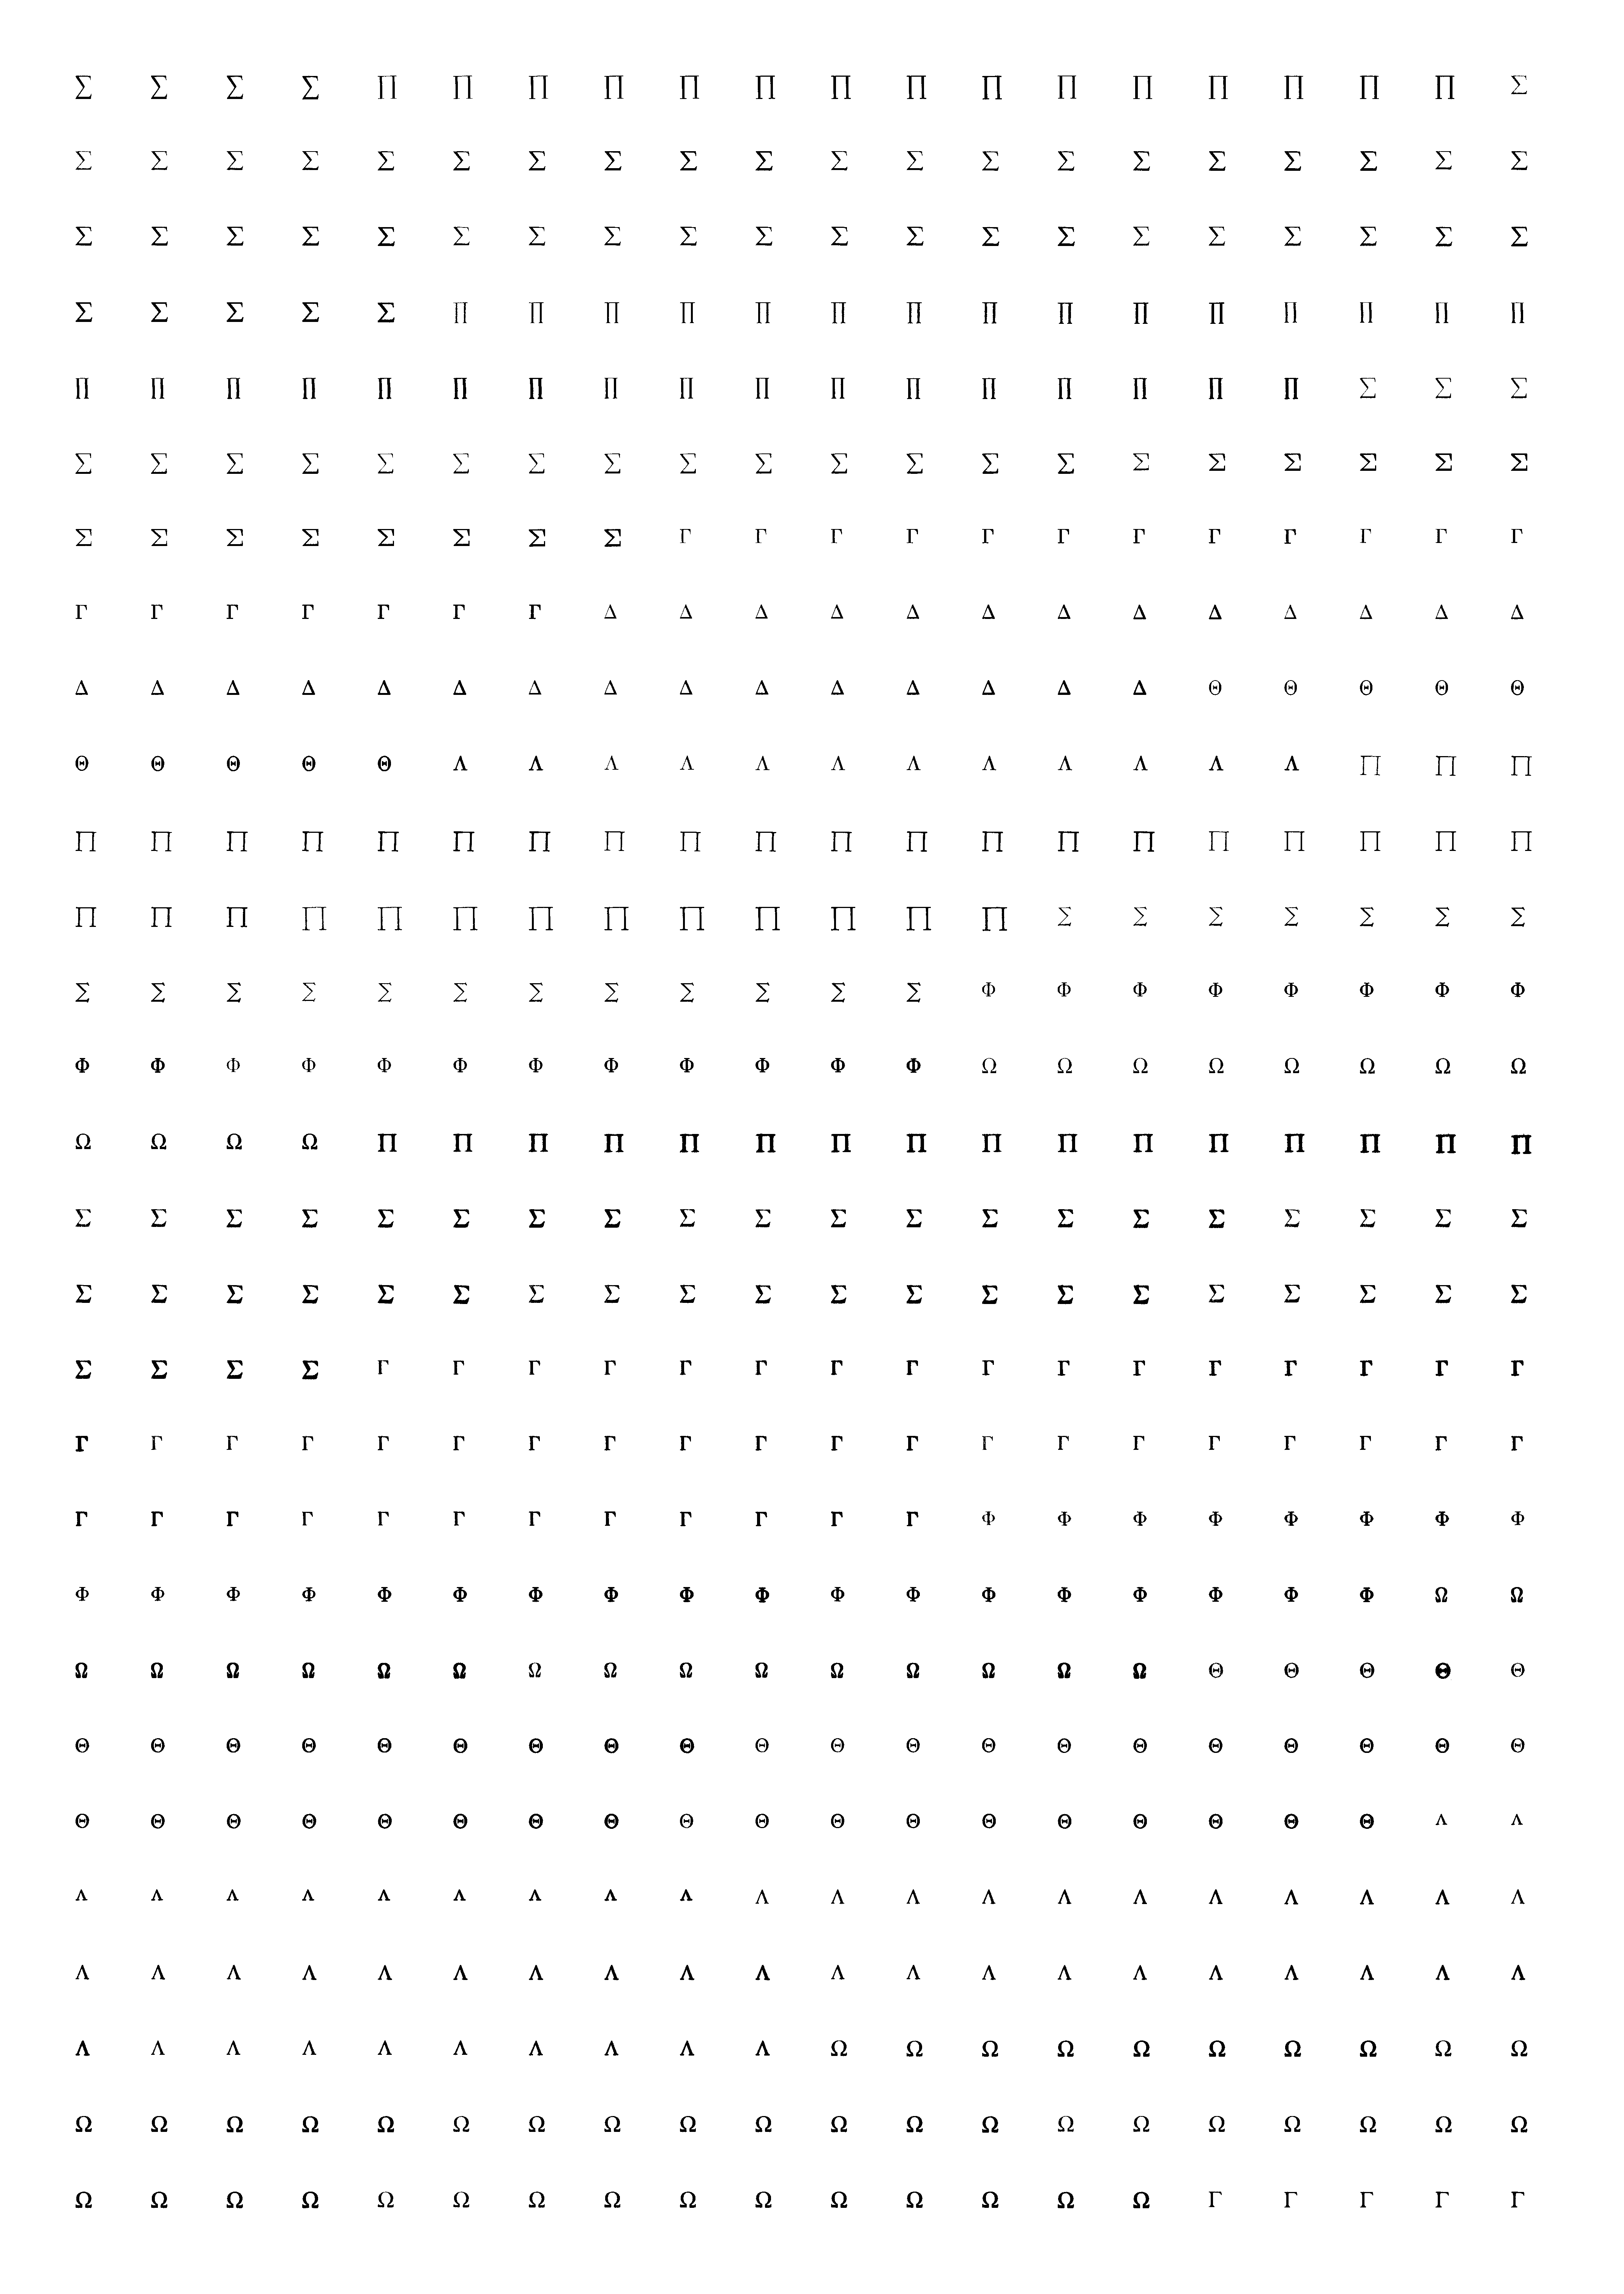 Σ Σ Σ Σ Π Π Π Π Π Π Π Π Π Π Π Π Π Π Π Σ
Σ Σ Σ Σ Σ Σ Σ Σ Σ Σ Σ Σ Σ Σ Σ Σ Σ Σ Σ Σ
Σ Σ Σ Σ Σ Σ Σ Σ Σ Σ Σ Σ Σ Σ Σ Σ Σ Σ Σ Σ
Σ Σ Σ Σ Σ Π Π Π Π Π Π Π Π Π Π Π Π Π Π Π
Π Π Π Π Π Π Π Π Π Π Π Π Π Π Π Π Π Σ Σ Σ
Σ Σ Σ Σ Σ Σ Σ Σ Σ Σ Σ Σ Σ Σ Σ Σ Σ Σ Σ Σ
Σ Σ Σ Σ Σ Σ Σ Σ Γ Γ Γ Γ Γ Γ Γ Γ Γ Γ Γ Γ
Γ Γ Γ Γ Γ Γ Γ Δ Δ Δ Δ Δ Δ Δ Δ Δ Δ Δ Δ Δ
Δ Δ Δ Δ Δ Δ Δ Δ Δ Δ Δ Δ Δ Δ Δ Θ Θ Θ Θ Θ
Θ Θ Θ Θ Θ Λ Λ Λ Λ Λ Λ Λ Λ Λ Λ Λ Λ Π Π Π
Π Π Π Π Π Π Π Π Π Π Π Π Π Π Π Π Π Π Π Π
Π Π Π Π Π Π Π Π Π Π Π Π Π Σ Σ Σ Σ Σ Σ Σ
Σ Σ Σ Σ Σ Σ Σ Σ Σ Σ Σ Σ Φ Φ Φ Φ Φ Φ Φ Φ
Φ Φ Φ Φ Φ Φ Φ Φ Φ Φ Φ Φ Ω Ω Ω Ω Ω Ω Ω Ω
Ω Ω Ω Ω Π Π Π Π Π Π Π Π Π Π Π Π Π Π Π Π
Σ Σ Σ Σ Σ Σ Σ Σ Σ Σ Σ Σ Σ Σ Σ Σ Σ Σ Σ Σ
Σ Σ Σ Σ Σ Σ Σ Σ Σ Σ Σ Σ Σ Σ Σ Σ Σ Σ Σ Σ
Σ Σ Σ Σ Γ Γ Γ Γ Γ Γ Γ Γ Γ Γ Γ Γ Γ Γ Γ Γ
Γ Γ Γ Γ Γ Γ Γ Γ Γ Γ Γ Γ Γ Γ Γ Γ Γ Γ Γ Γ
Γ Γ Γ Γ Γ Γ Γ Γ Γ Γ Γ Γ Φ Φ Φ Φ Φ Φ Φ Φ
Φ Φ Φ Φ Φ Φ Φ Φ Φ Φ Φ Φ Φ Φ Φ Φ Φ Φ Ω Ω
Ω Ω Ω Ω Ω Ω Ω Ω Ω Ω Ω Ω Ω Ω Ω Θ Θ Θ Θ Θ
Θ Θ Θ Θ Θ Θ Θ Θ Θ Θ Θ Θ Θ Θ Θ Θ Θ Θ Θ Θ
Θ Θ Θ Θ Θ Θ Θ Θ Θ Θ Θ Θ Θ Θ Θ Θ Θ Θ Λ Λ
Λ Λ Λ Λ Λ Λ Λ Λ Λ Λ Λ Λ Λ Λ Λ Λ Λ Λ Λ Λ
Λ Λ Λ Λ Λ Λ Λ Λ Λ Λ Λ Λ Λ Λ Λ Λ Λ Λ Λ Λ
Λ Λ Λ Λ Λ Λ Λ Λ Λ Λ Ω Ω Ω Ω Ω Ω Ω Ω Ω Ω
Ω Ω Ω Ω Ω Ω Ω Ω Ω Ω Ω Ω Ω Ω Ω Ω Ω Ω Ω Ω
Ω Ω Ω Ω Ω Ω Ω Ω Ω Ω Ω Ω Ω Ω Ω Γ Γ Γ Γ Γ